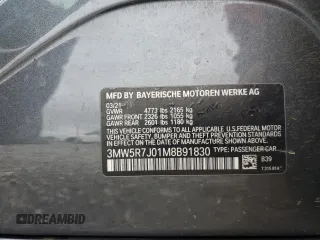 MFD BY BAYERISCHE MOTOREN WERKE AG
03/21
GVWR 4773 lbs 2165 kg
GAWR FRONT 2326 lbs 1055 kg
GAWR REAR 2601 lbs 1180 kg
THIS VEHICLE CONFORMS TO ALL APPLICABLE
U.S. FEDERAL MOTOR VEHICLE
SAFETY, BUMPER AND THEFT PREVENTION
STANDARDS IN EFFECT ON THE DATE OF
MANUFACTURE SHOWN ABOVE.
3MW5R7J01M8B91830 TYPE: PASSENGER-CAR
B39
DREAMBID